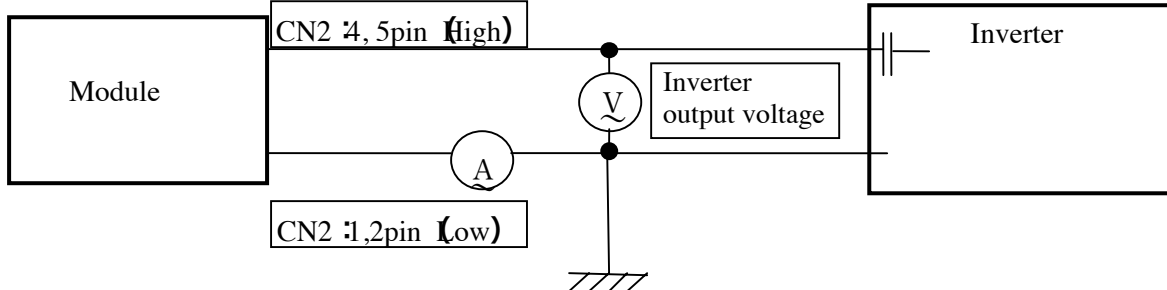 CN2：4, 5pin (High)
Inverter
Module
V
Inverter
output voltage
A
CN2：1,2pin (Low)